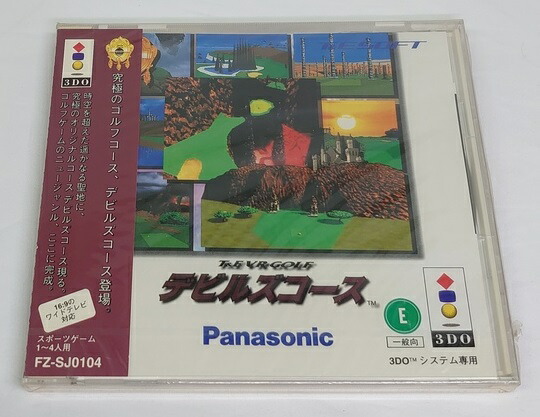 3DO
究極のゴルフコース、デビルズコース登場。
時空を超えた遙かなる聖地に、
究極のオリジナルコース デビルズコース現る。
ゴルフゲームのニュージャンル、ここに完成。
16:9の
ワイドテレビ
対応
スポーツゲーム
1〜4人用
FZ-SJ0104
T&E VR GOLF
デビルズコース™
Panasonic
E
一般向
3DO
3DO™ システム専用